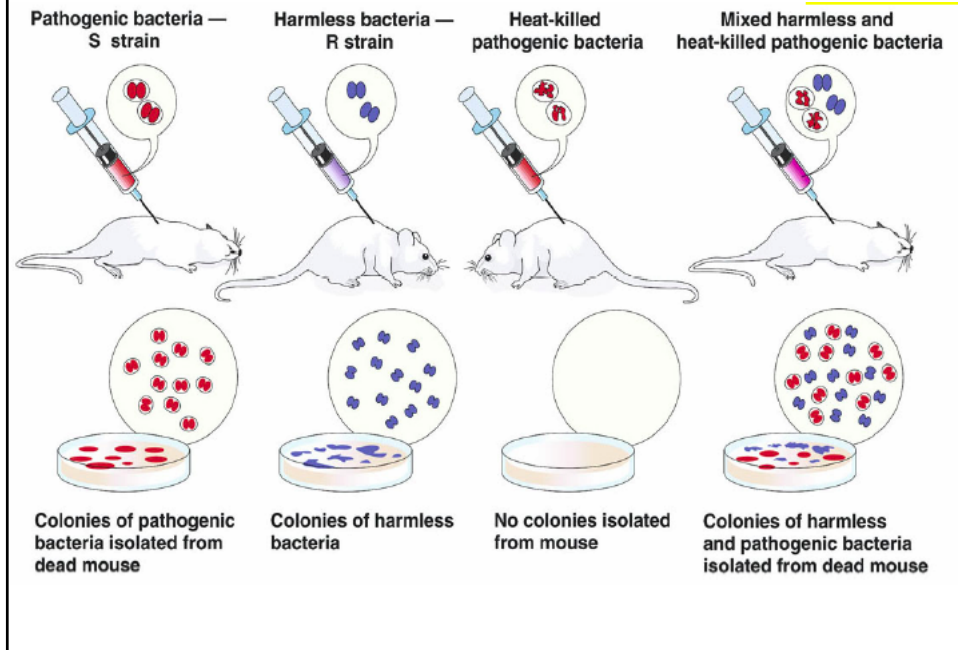 Pathogenic bacteria —
S strain
Harmless bacteria —
R strain
Heat-killed
pathogenic bacteria
Mixed harmless and
heat-killed pathogenic bacteria
Colonies of pathogenic
bacteria isolated from
dead mouse
Colonies of harmless
bacteria
No colonies isolated
from mouse
Colonies of harmless
and pathogenic bacteria
isolated from dead mouse